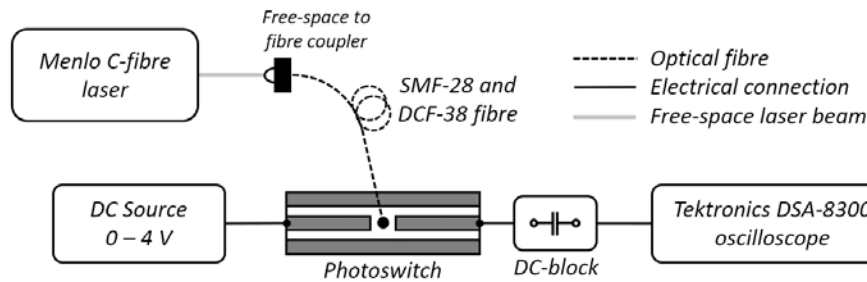 Free-space to
fibre coupler
Menlo C-fibre
laser
SMF-28 and
DCF-38 fibre
Optical fibre
Electrical connection
Free-space laser beam
DC Source
0 – 4 V
Photoswitch
DC-block
Tektronics DSA-8300
oscilloscope